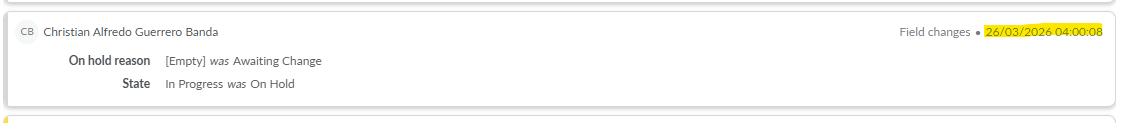 CB Christian Alfredo Guerrero Banda Field changes • 26/03/2026 04:00:08
On hold reason [Empty] was Awaiting Change
State In Progress was On Hold